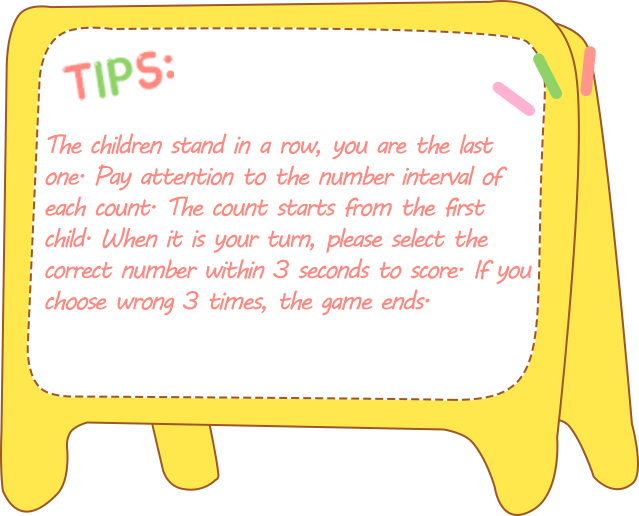 TIPS:
The children stand in a row, you are the last
one. Pay attention to the number interval of
each count. The count starts from the first
child. When it is your turn, please select the
correct number within 3 seconds to score. If you
choose wrong 3 times, the game ends.